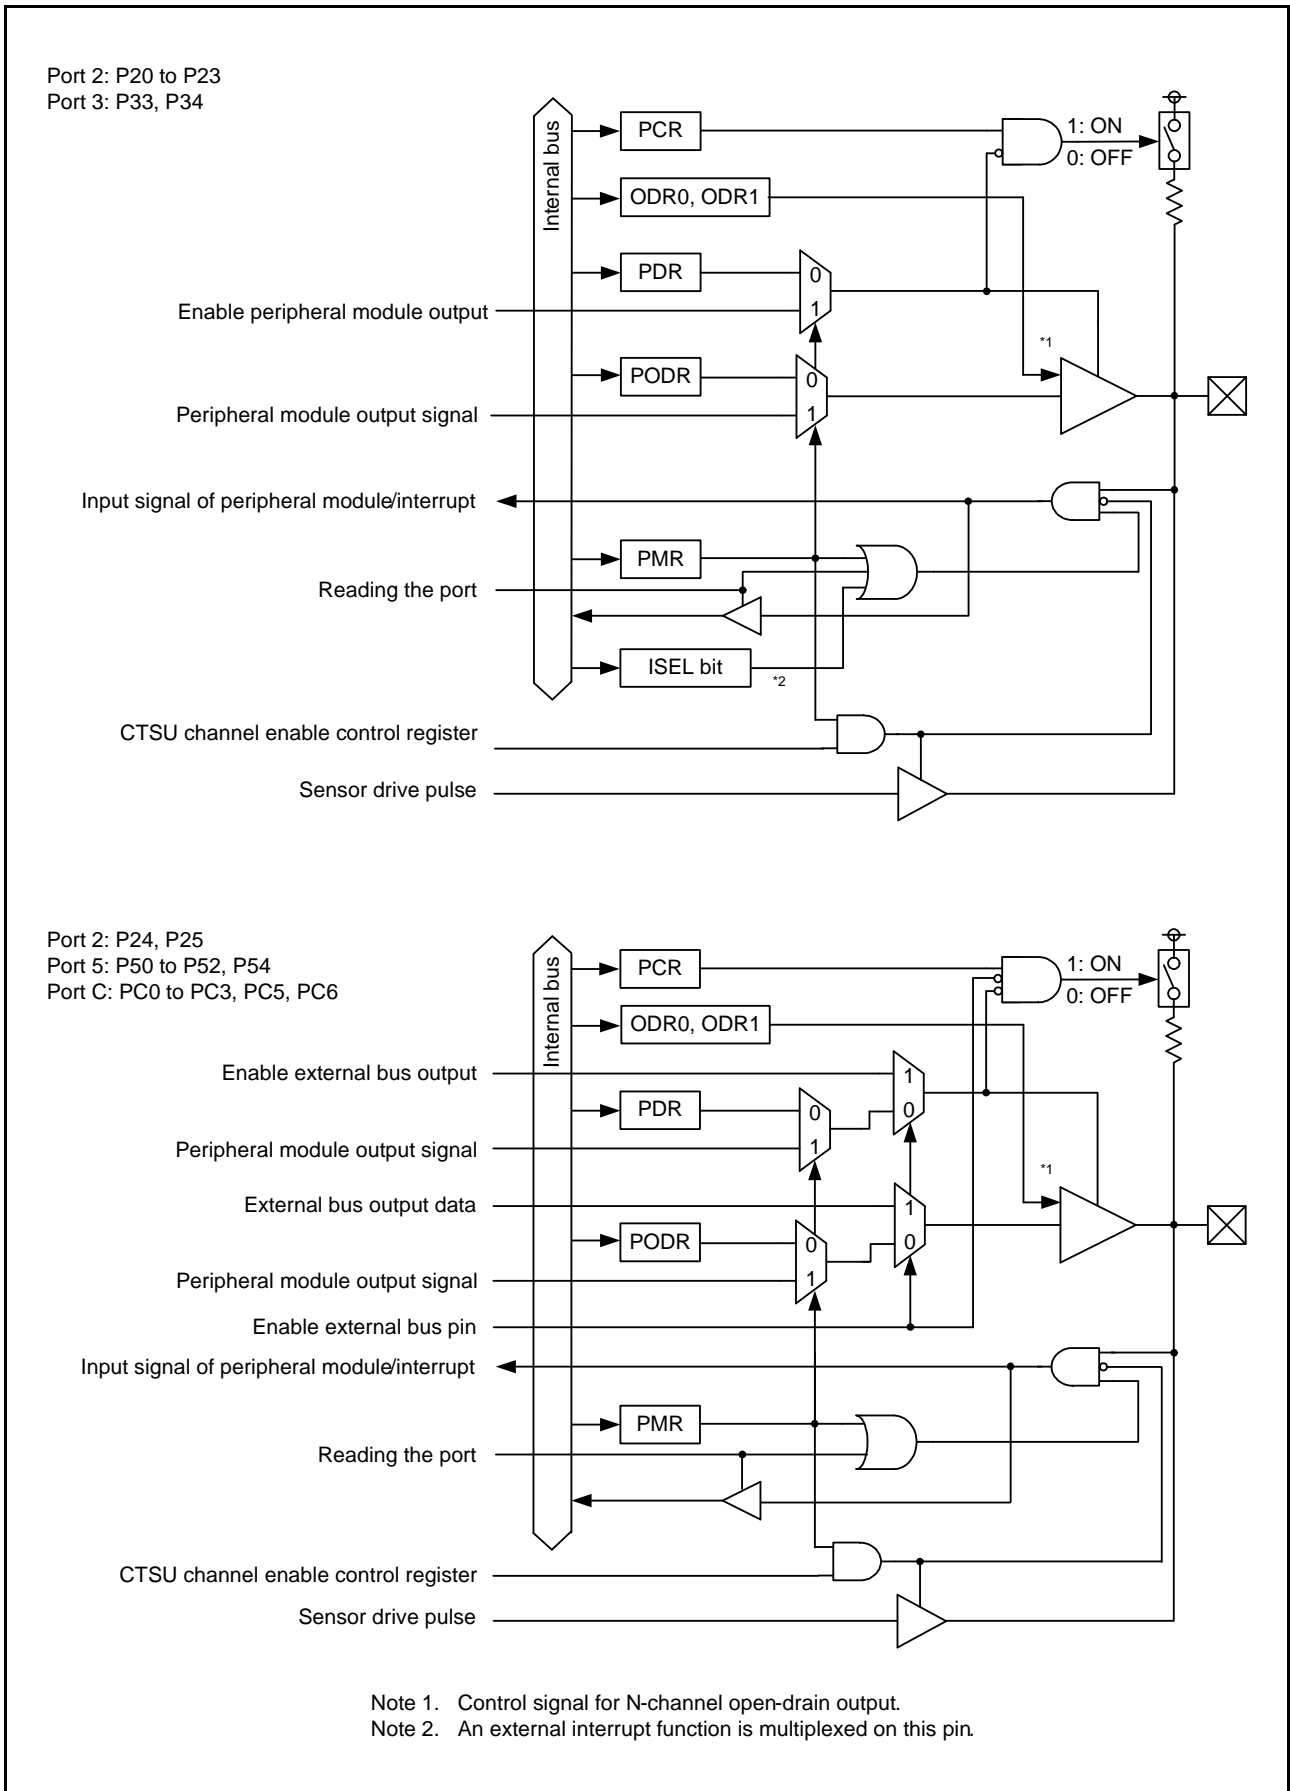 Port 2: P20 to P23
Port 3: P33, P34
Internal bus
PCR
1: ON
0: OFF
ODR0, ODR1
PDR
0
1
Enable peripheral module output
*1
PODR
0
1
Peripheral module output signal
Input signal of peripheral module/interrupt
PMR
Reading the port
ISEL bit
*2
CTSU channel enable control register
Sensor drive pulse
Port 2: P24, P25
Port 5: P50 to P52, P54
Port C: PC0 to PC3, PC5, PC6
Internal bus
PCR
1: ON
0: OFF
ODR0, ODR1
Enable external bus output
1
0
PDR
0
1
Peripheral module output signal
*1
External bus output data
1
0
PODR
0
1
Peripheral module output signal
Enable external bus pin
Input signal of peripheral module/interrupt
PMR
Reading the port
CTSU channel enable control register
Sensor drive pulse
Note 1. Control signal for N-channel open-drain output.
Note 2. An external interrupt function is multiplexed on this pin.